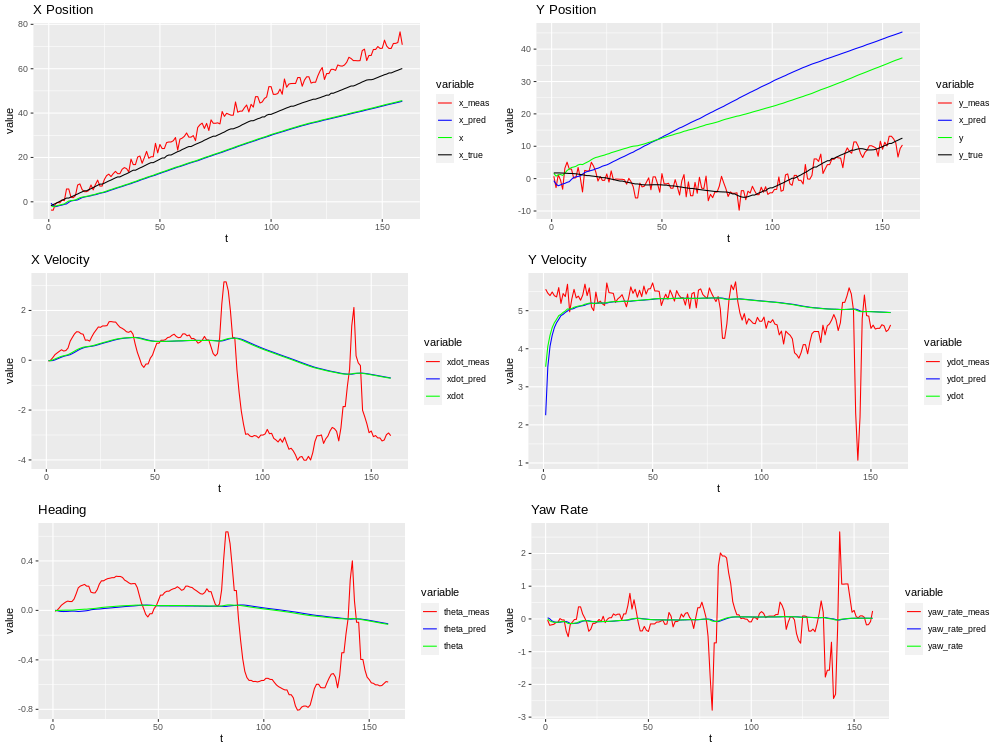 X Position
80
60
40
20
0
value
0
50
100
150
t
variable
x_meas
x_pred
x
x_true
Y Position
40
30
20
10
0
-10
value
0
50
100
150
t
variable
y_meas
x_pred
y
y_true
X Velocity
2
0
-2
-4
value
0
50
100
150
t
variable
xdot_meas
xdot_pred
xdot
Y Velocity
5
4
3
2
1
value
0
50
100
150
t
variable
ydot_meas
ydot_pred
ydot
Heading
0.4
0.0
-0.4
-0.8
value
0
50
100
150
t
variable
theta_meas
theta_pred
theta
Yaw Rate
2
1
0
-1
-2
-3
value
0
50
100
150
t
variable
yaw_rate_meas
yaw_rate_pred
yaw_rate